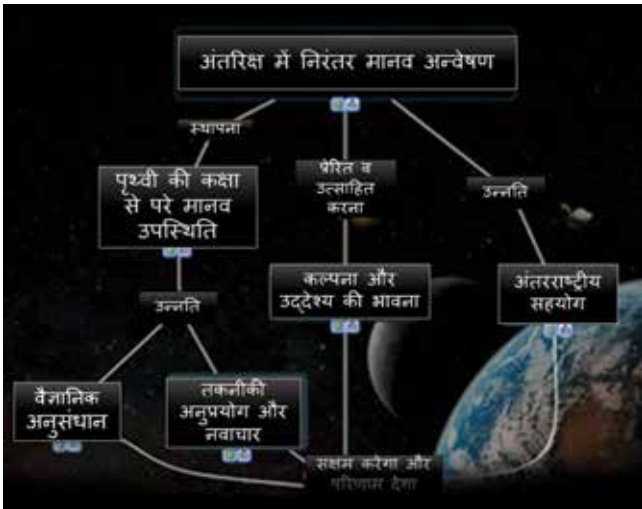 अंतरिक्ष में निरंतर मानव अन्वेषण
स्थापना
प्रेरित व
उत्साहित
करना
उन्नति
पृथ्वी की कक्षा
से परे मानव
उपस्थिति
कल्पना और
उद्देश्य की भावना
अंतरराष्ट्रीय
सहयोग
उन्नति
वैज्ञानिक
अनुसंधान
तकनीकी
अनुप्रयोग और
नवाचार
सक्षम करेगा और
परिणाम देगा